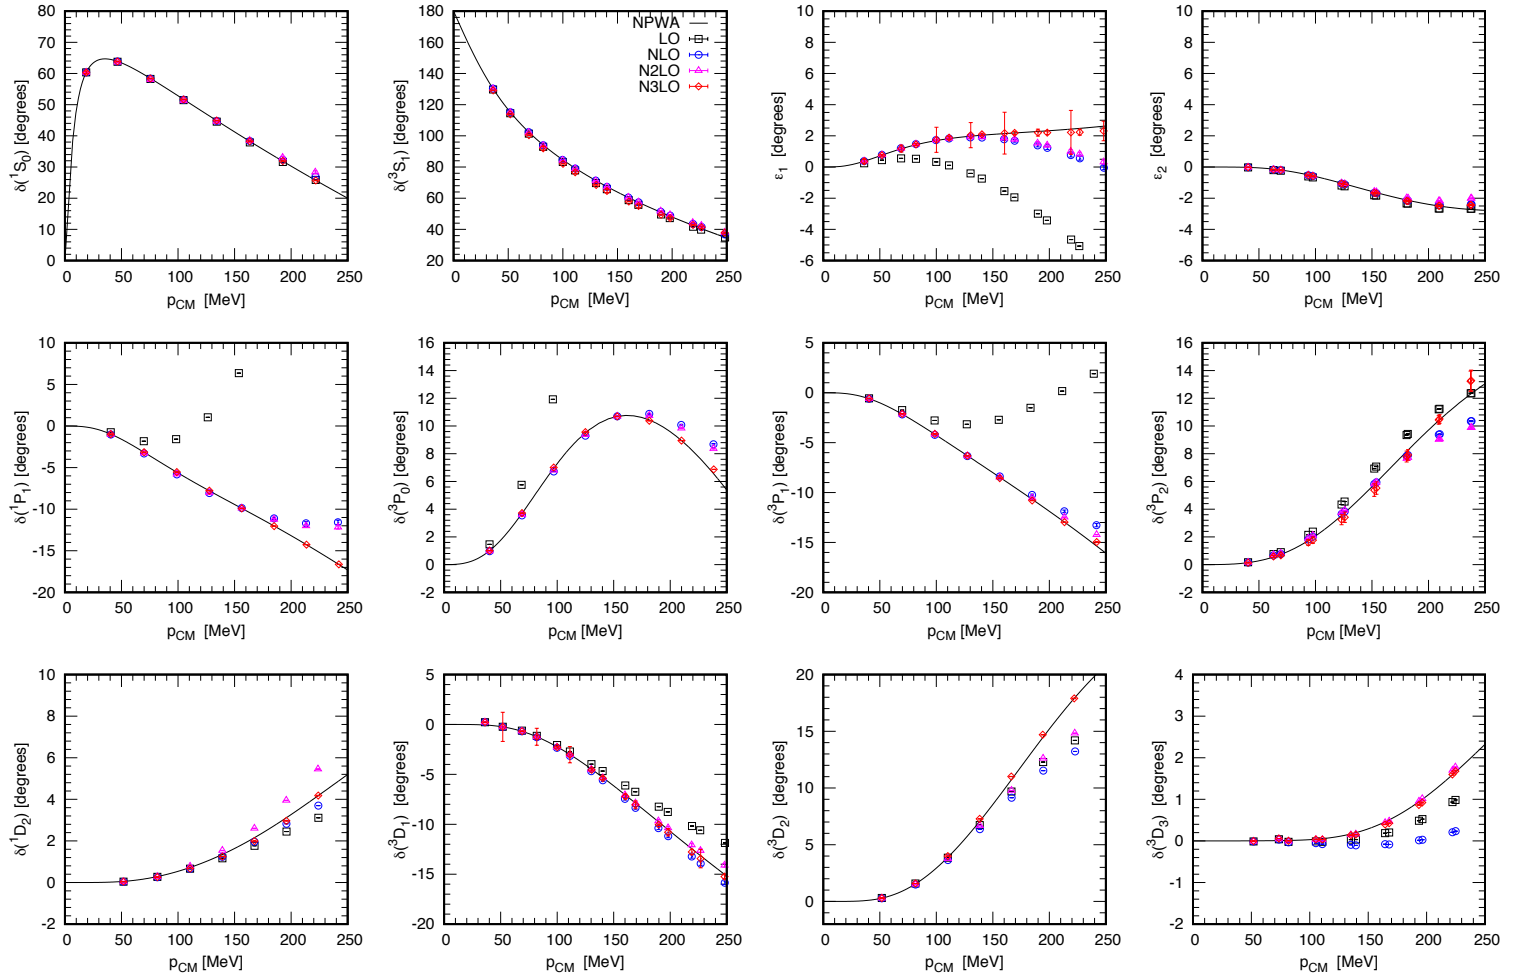 80
70
60
50
40
30
20
10
0
0 50 100 150 200 250
δ(¹S₀) [degrees]
p_CM [MeV]
180
160
140
120
100
80
60
40
20
0 50 100 150 200 250
δ(³S₁) [degrees]
p_CM [MeV]
NPWA
LO
NLO
N2LO
N3LO
10
8
6
4
2
0
-2
-4
-6
0 50 100 150 200 250
ε₁ [degrees]
p_CM [MeV]
10
8
6
4
2
0
-2
-4
-6
0 50 100 150 200 250
ε₂ [degrees]
p_CM [MeV]
10
5
0
-5
-10
-15
-20
0 50 100 150 200 250
δ(¹P₁) [degrees]
p_CM [MeV]
16
14
12
10
8
6
4
2
0
-2
0 50 100 150 200 250
δ(³P₀) [degrees]
p_CM [MeV]
5
0
-5
-10
-15
-20
0 50 100 150 200 250
δ(³P₁) [degrees]
p_CM [MeV]
16
14
12
10
8
6
4
2
0
-2
0 50 100 150 200 250
δ(³P₂) [degrees]
p_CM [MeV]
10
8
6
4
2
0
-2
0 50 100 150 200 250
δ(¹D₂) [degrees]
p_CM [MeV]
5
0
-5
-10
-15
-20
0 50 100 150 200 250
δ(³D₁) [degrees]
p_CM [MeV]
20
15
10
5
0
0 50 100 150 200 250
δ(³D₂) [degrees]
p_CM [MeV]
4
3
2
1
0
-1
-2
0 50 100 150 200 250
δ(³D₃) [degrees]
p_CM [MeV]